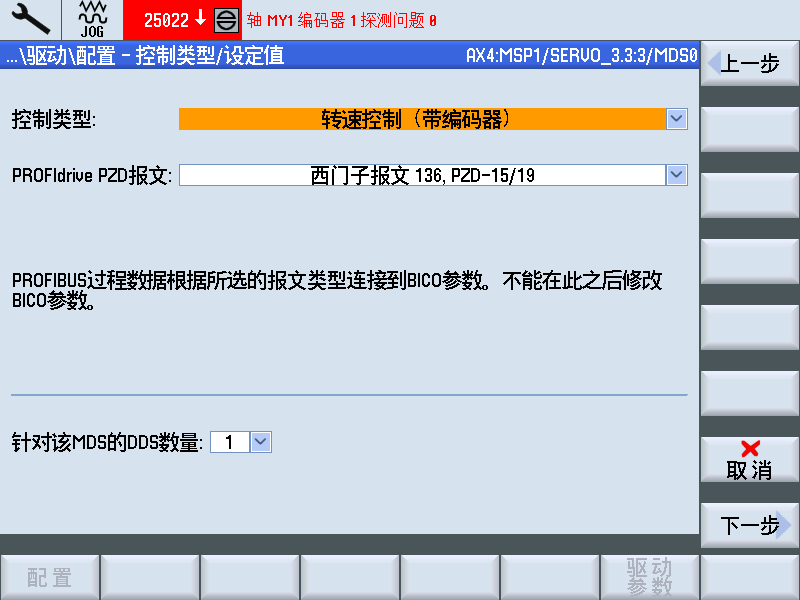 JOG
25022
轴 MY1 编码器 1 探测问题 0
...\驱动\配置 - 控制类型/设定值
AX4:MSP1/SERVO_3.3:3/MDS0
上一步
控制类型:
转速控制（带编码器）
PROFIdrive PZD报文:
西门子报文 136, PZD-15/19
PROFIBUS过程数据根据所选的报文类型连接到BICO参数。不能在此之后修改
BICO参数。
针对该MDS的DDS数量:
1
取消
下一步
配置
驱动
参数